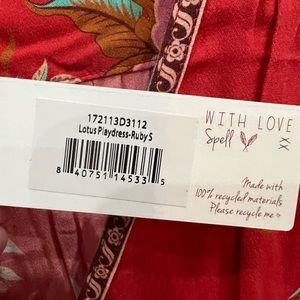 172113D3112
Lotus Playdress-Ruby S
8 40751 14533 5
WITH LOVE
Spell XX
Made with
100% recycled materials
Please recycle me